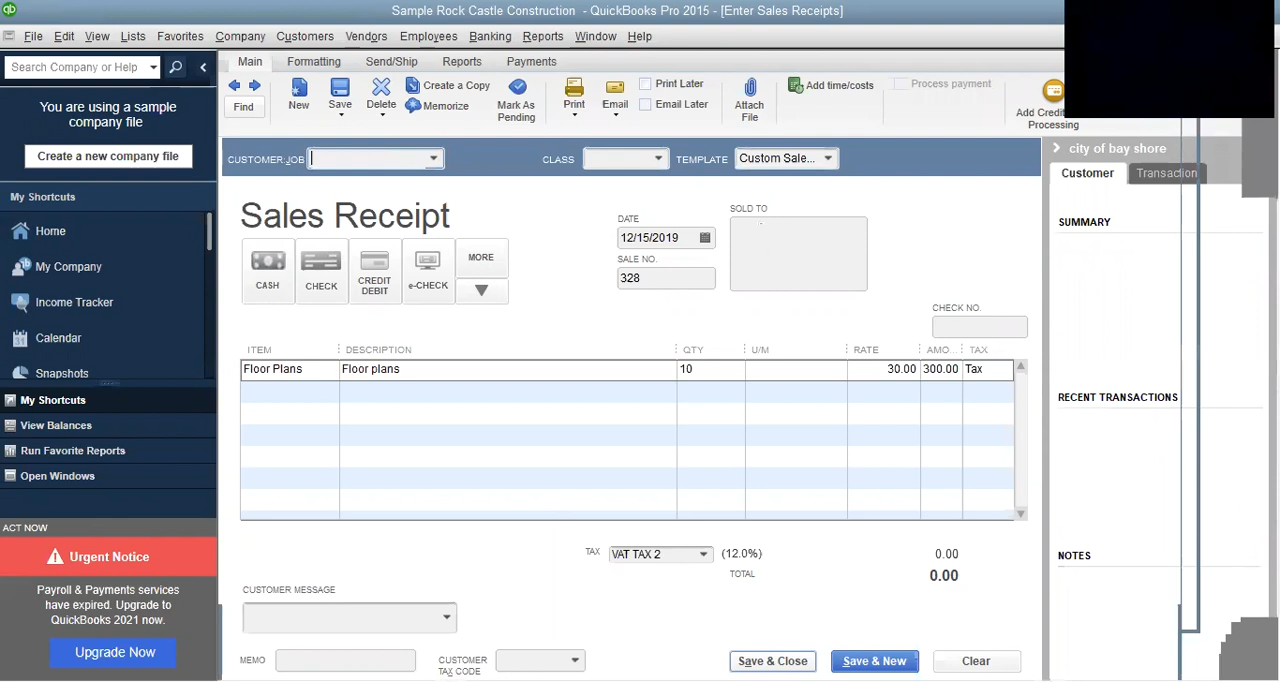 Sample Rock Castle Construction - QuickBooks Pro 2015 - [Enter Sales Receipts]
File Edit View Lists Favorites Company Customers Vendors Employees Banking Reports Window Help
Search Company or Help
You are using a sample
company file
Create a new company file
My Shortcuts
Home
My Company
Income Tracker
Calendar
Snapshots
My Shortcuts
View Balances
Run Favorite Reports
Open Windows
ACT NOW
Urgent Notice
Payroll & Payments services
have expired. Upgrade to
QuickBooks 2021 now.
Upgrade Now
Main Formatting Send/Ship Reports Payments
Find
New
Save
Delete
Create a Copy
Memorize
Mark As
Pending
Print
Email
Print Later
Email Later
Attach
File
Add time/costs
Process payment
Add Credit
Processing
CUSTOMER:JOB CLASS TEMPLATE Custom Sale...
Sales Receipt
CASH
CHECK
CREDIT
DEBIT
e-CHECK
MORE
DATE
12/15/2019
SALE NO.
328
SOLD TO
CHECK NO.
ITEM DESCRIPTION QTY U/M RATE AMO... TAX
Floor Plans Floor plans 10 30.00 300.00 Tax
TAX VAT TAX 2 (12.0%) 0.00
TOTAL 0.00
CUSTOMER MESSAGE
MEMO
CUSTOMER
TAX CODE
Save & Close Save & New Clear
city of bay shore
Customer Transaction
SUMMARY
RECENT TRANSACTIONS
NOTES